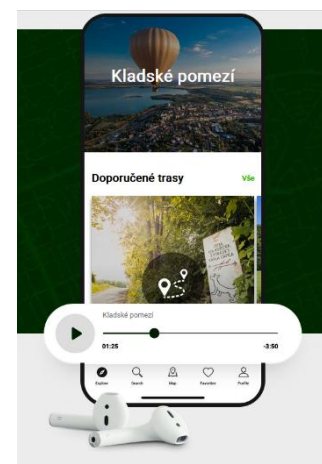 Kladské pomezí
Doporučené trasy
Vše
Kladské pomezí
01:25
-3:50
Explore
Search
Map
Favorites
Profile